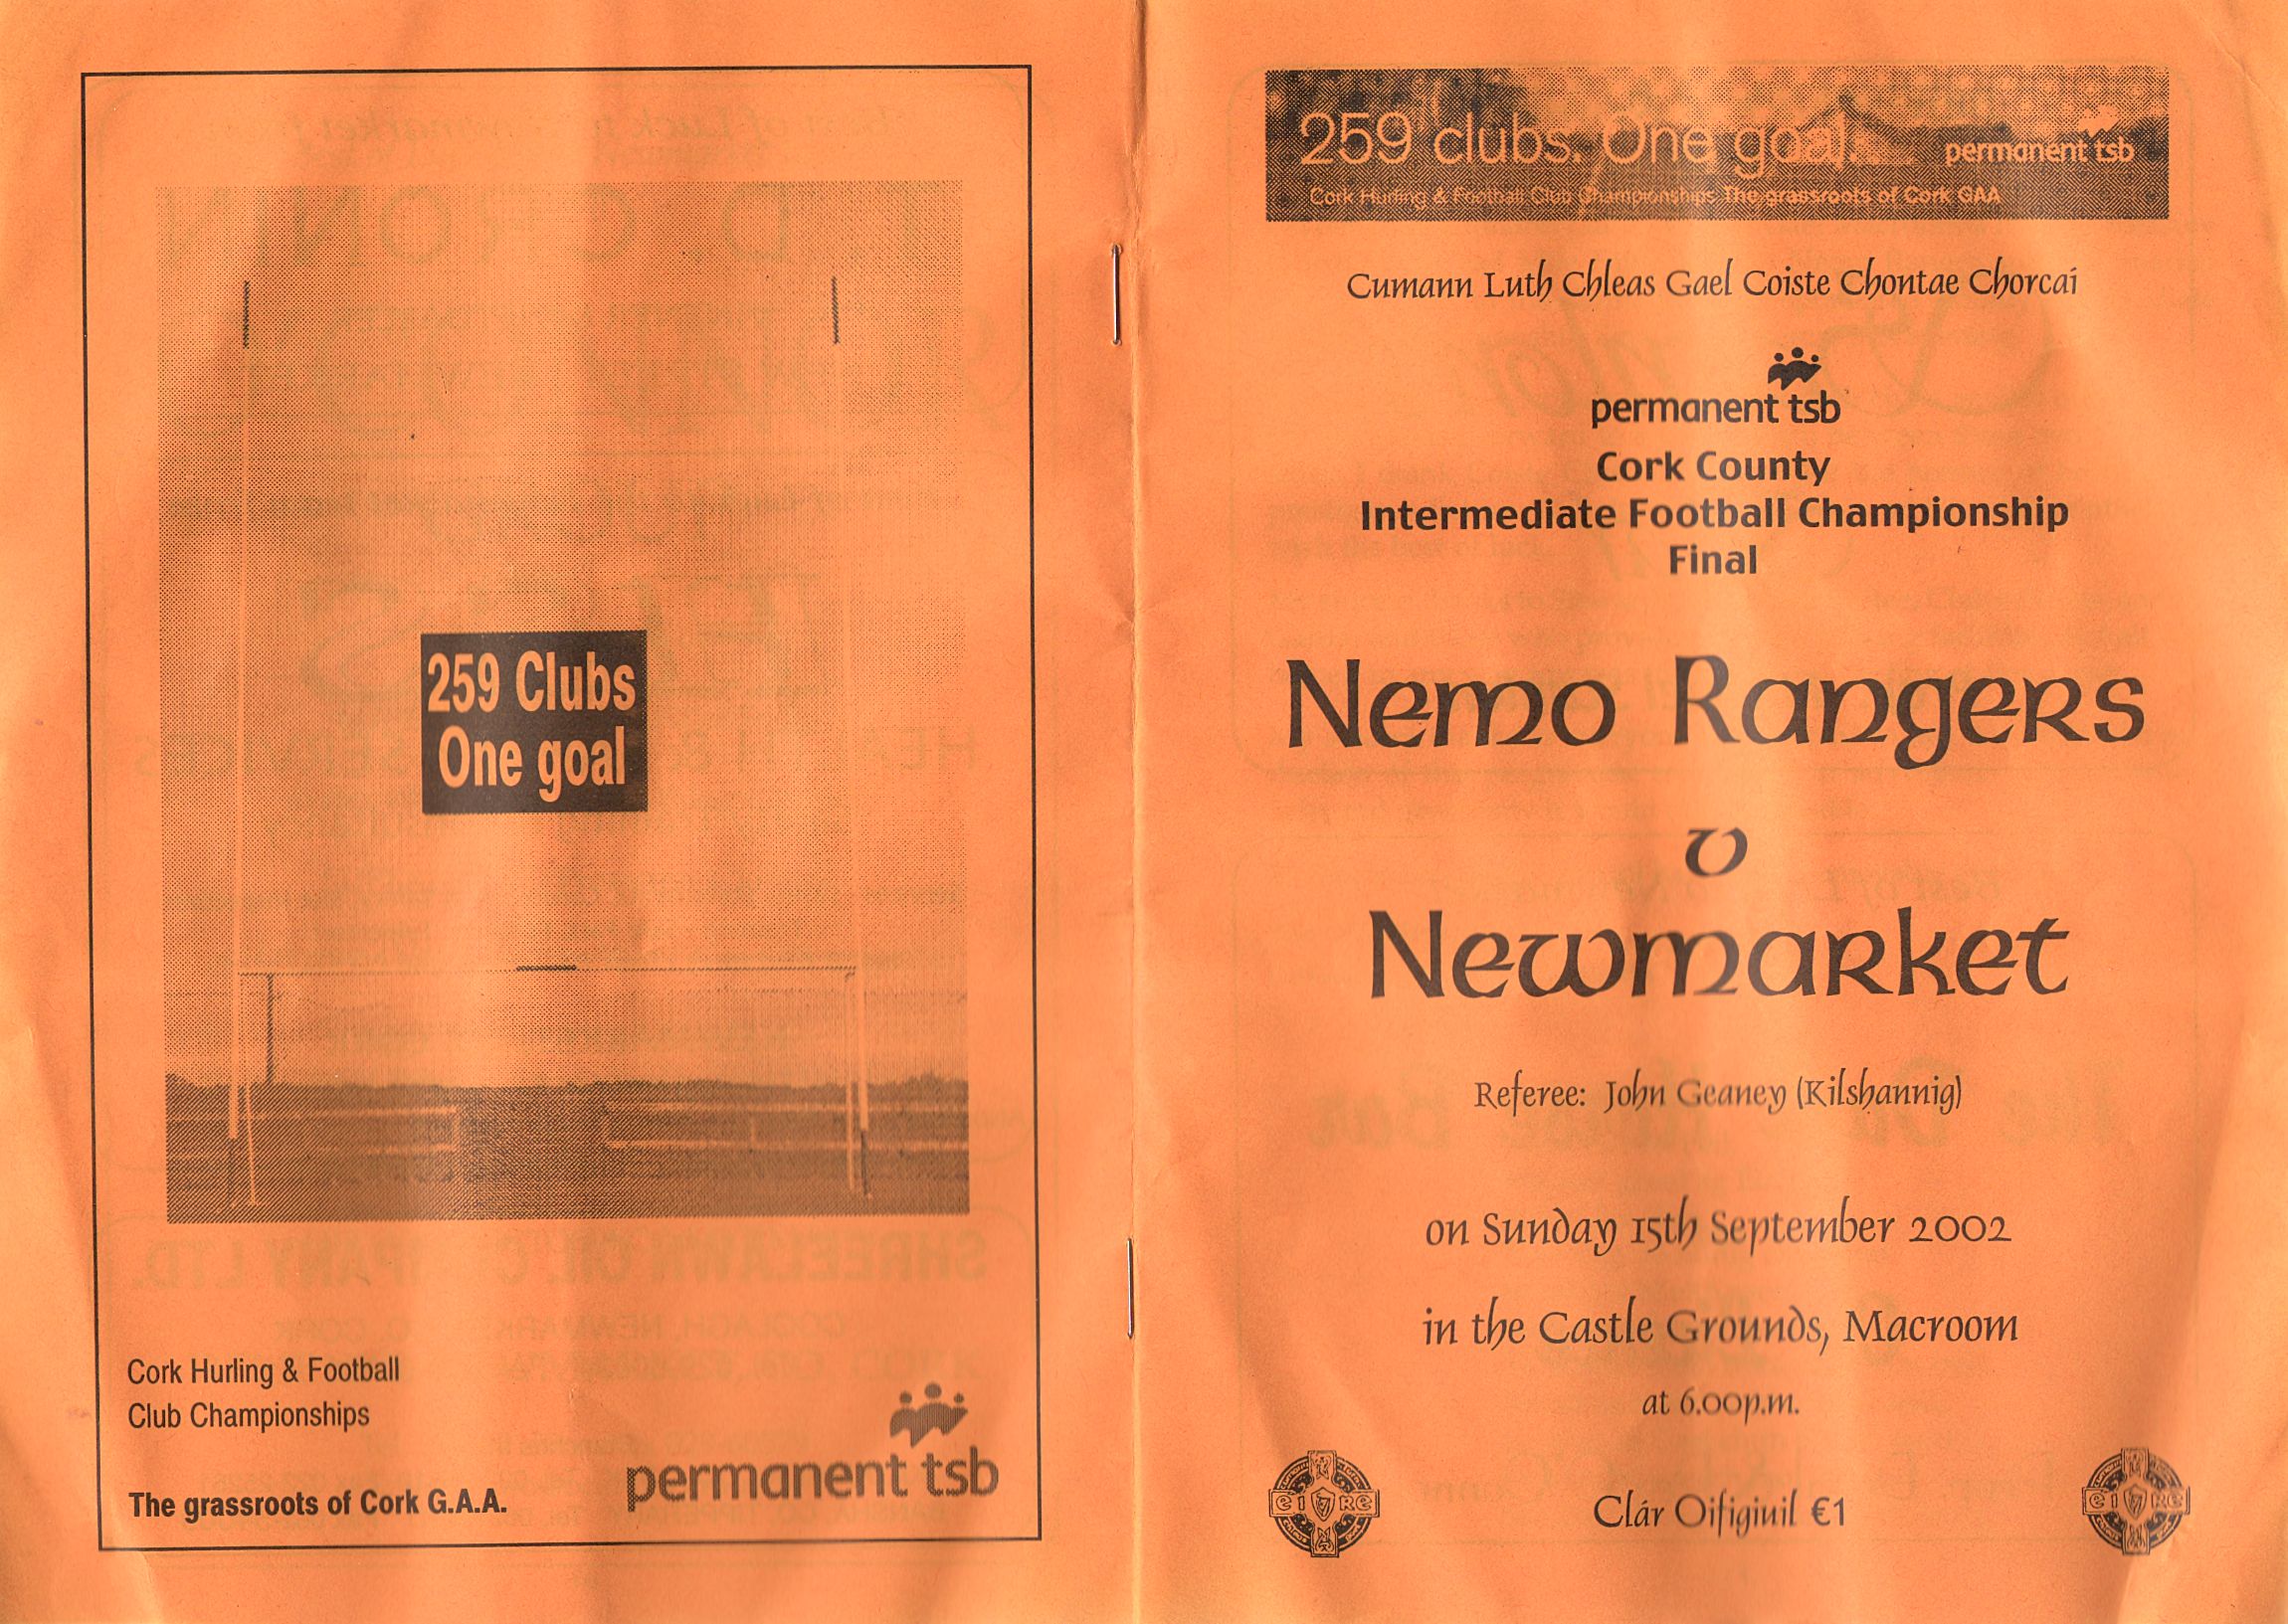 259 Clubs
One goal
Cork Hurling & Football
Club Championships
The grassroots of Cork G.A.A.
permanent tsb
259 clubs. One goal.
permanent tsb
Cork Hurling & Football Club Championships The grassroots of Cork GAA
Cumann Luth Chleas Gael Coiste Chontae Chorcaí
permanent tsb
Cork County
Intermediate Football Championship
Final
Nemo Rangers
v
Newmarket
Referee: John Geaney (Kilshannig)
on Sunday 15th September 2002
in the Castle Grounds, Macroom
at 6.00p.m.
Clár Oifigiuil €1
EIRE
EIRE